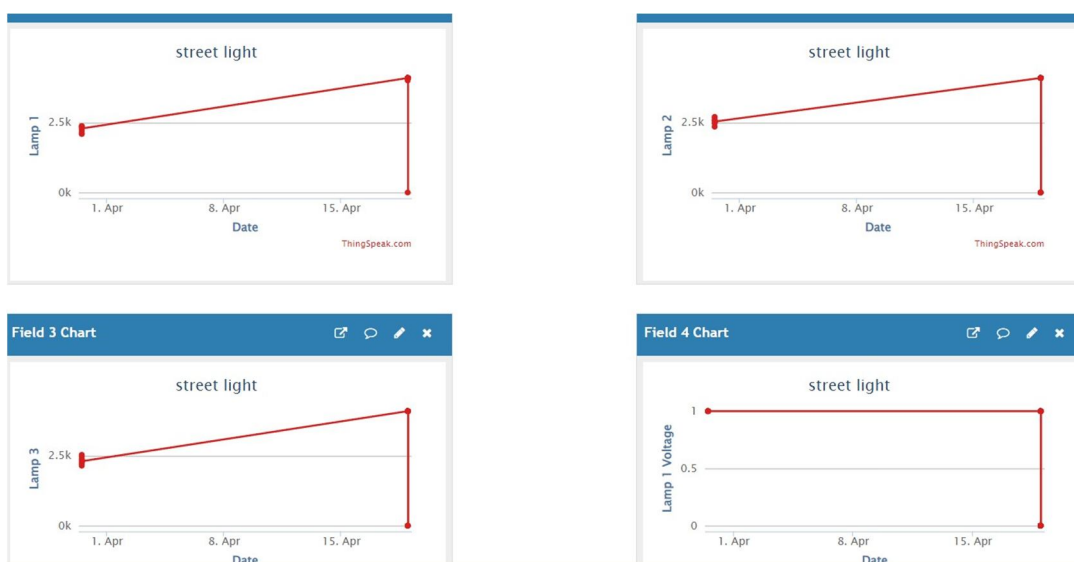 street light
Lamp 1
2.5k
0k
1. Apr 8. Apr 15. Apr
Date
ThingSpeak.com
street light
Lamp 2
2.5k
0k
1. Apr 8. Apr 15. Apr
Date
ThingSpeak.com
Field 3 Chart
street light
Lamp 3
2.5k
0k
1. Apr 8. Apr 15. Apr
Date
Field 4 Chart
street light
Lamp 1 Voltage
1
0.5
0
1. Apr 8. Apr 15. Apr
Date